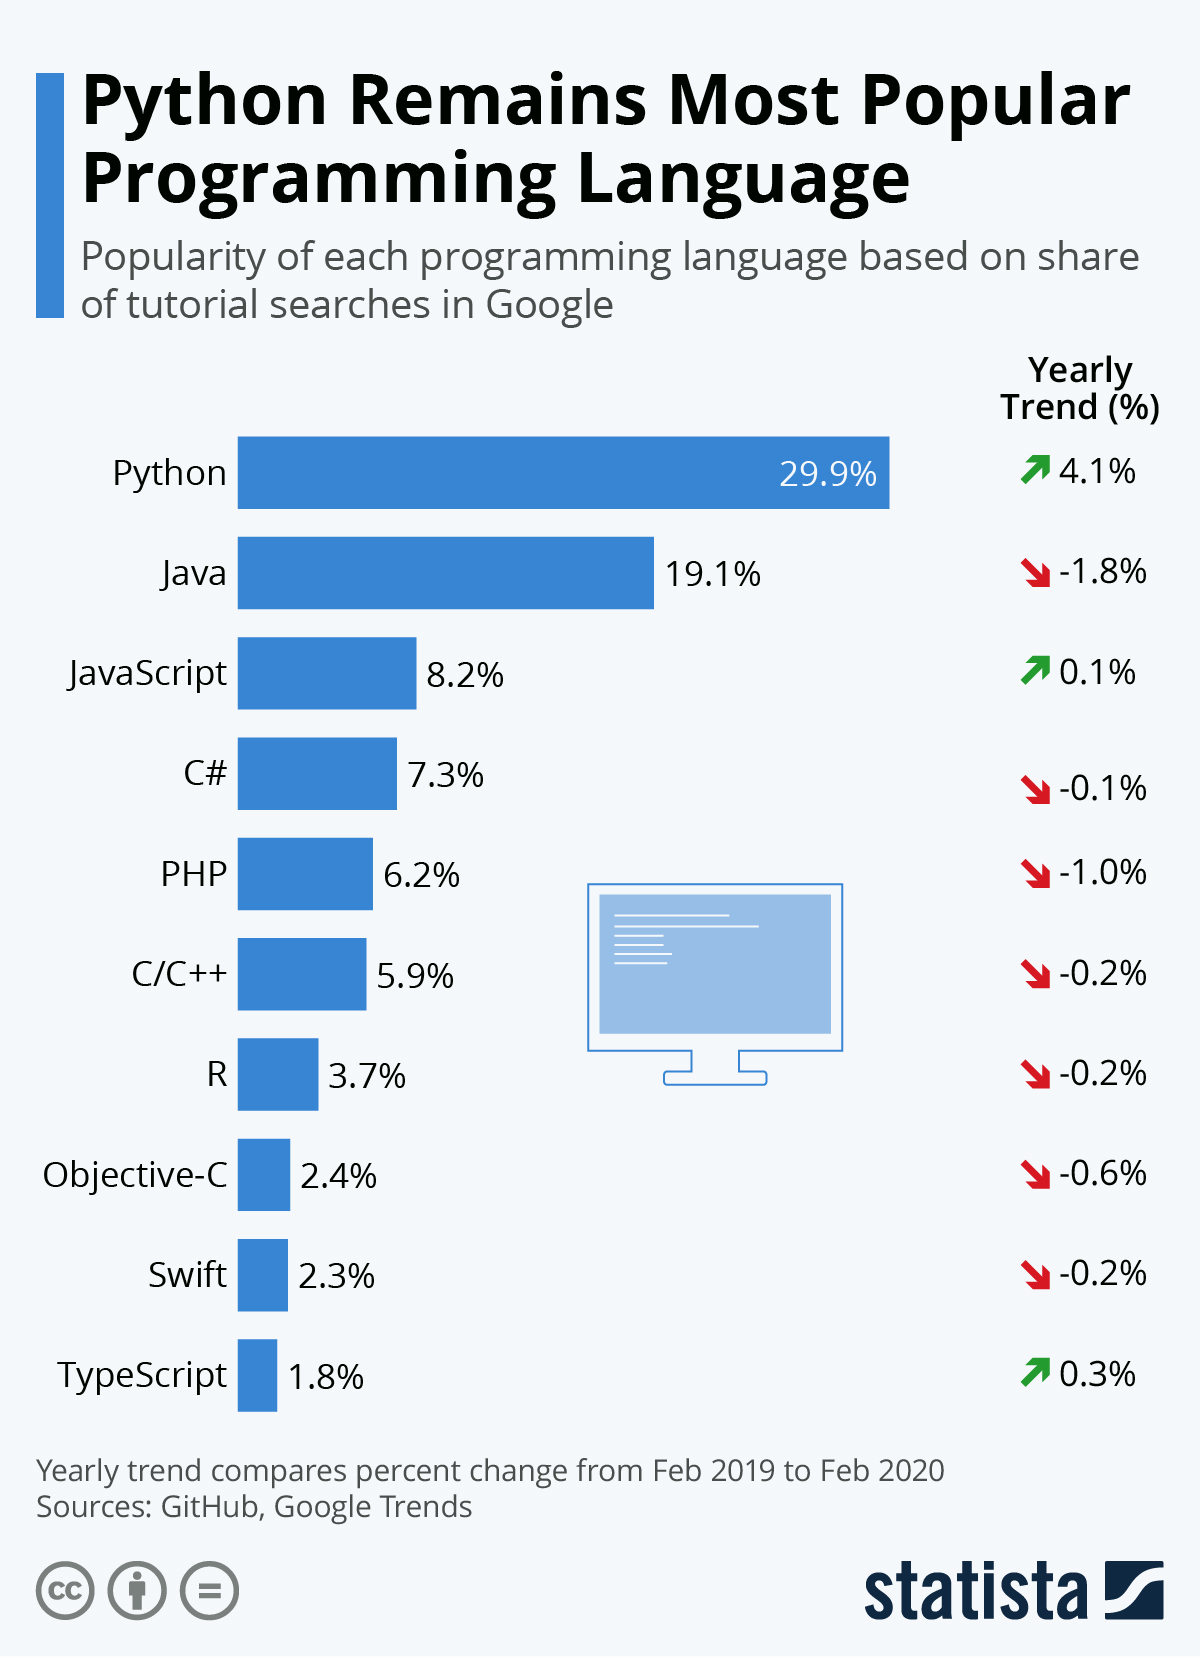 Python Remains Most Popular
Programming Language
Popularity of each programming language based on share
of tutorial searches in Google
Yearly
Trend (%)
Python 29.9% 4.1%
Java 19.1% -1.8%
JavaScript 8.2% 0.1%
C# 7.3% -0.1%
PHP 6.2% -1.0%
C/C++ 5.9% -0.2%
R 3.7% -0.2%
Objective-C 2.4% -0.6%
Swift 2.3% -0.2%
TypeScript 1.8% 0.3%
Yearly trend compares percent change from Feb 2019 to Feb 2020
Sources: GitHub, Google Trends
cc = statista